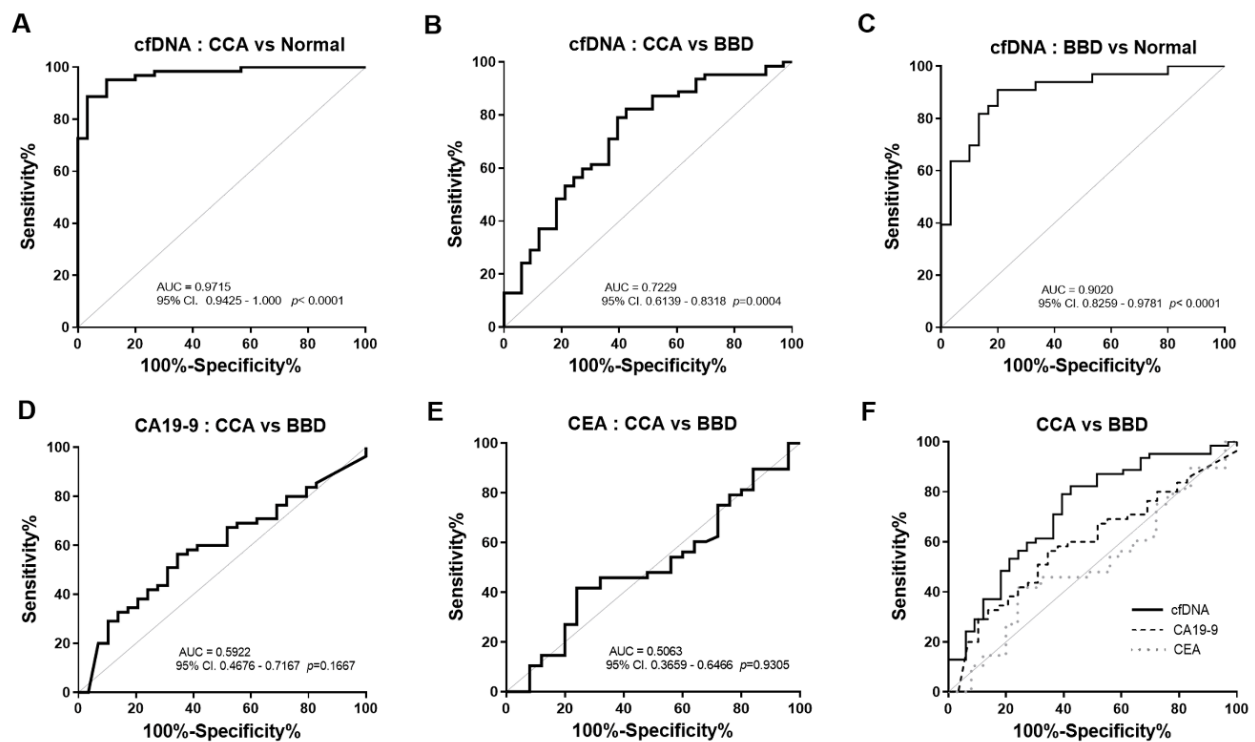 A
cfDNA : CCA vs Normal
100
80
60
40
20
0
Sensitivity%
AUC = 0.9715
95% CI. 0.9425 - 1.000 p< 0.0001
0 20 40 60 80 100
100%-Specificity%
B
cfDNA : CCA vs BBD
100
80
60
40
20
0
Sensitivity%
AUC = 0.7229
95% CI. 0.6139 - 0.8318 p=0.0004
0 20 40 60 80 100
100%-Specificity%
C
cfDNA : BBD vs Normal
100
80
60
40
20
0
Sensitivity%
AUC = 0.9020
95% CI. 0.8259 - 0.9781 p< 0.0001
0 20 40 60 80 100
100%-Specificity%
D
CA19-9 : CCA vs BBD
100
80
60
40
20
0
Sensitivity%
AUC = 0.5922
95% CI. 0.4676 - 0.7167 p=0.1667
0 20 40 60 80 100
100%-Specificity%
E
CEA : CCA vs BBD
100
80
60
40
20
0
Sensitivity%
AUC = 0.5063
95% CI. 0.3659 - 0.6466 p=0.9305
0 20 40 60 80 100
100%-Specificity%
F
CCA vs BBD
100
80
60
40
20
0
Sensitivity%
cfDNA
CA19-9
CEA
0 20 40 60 80 100
100%-Specificity%